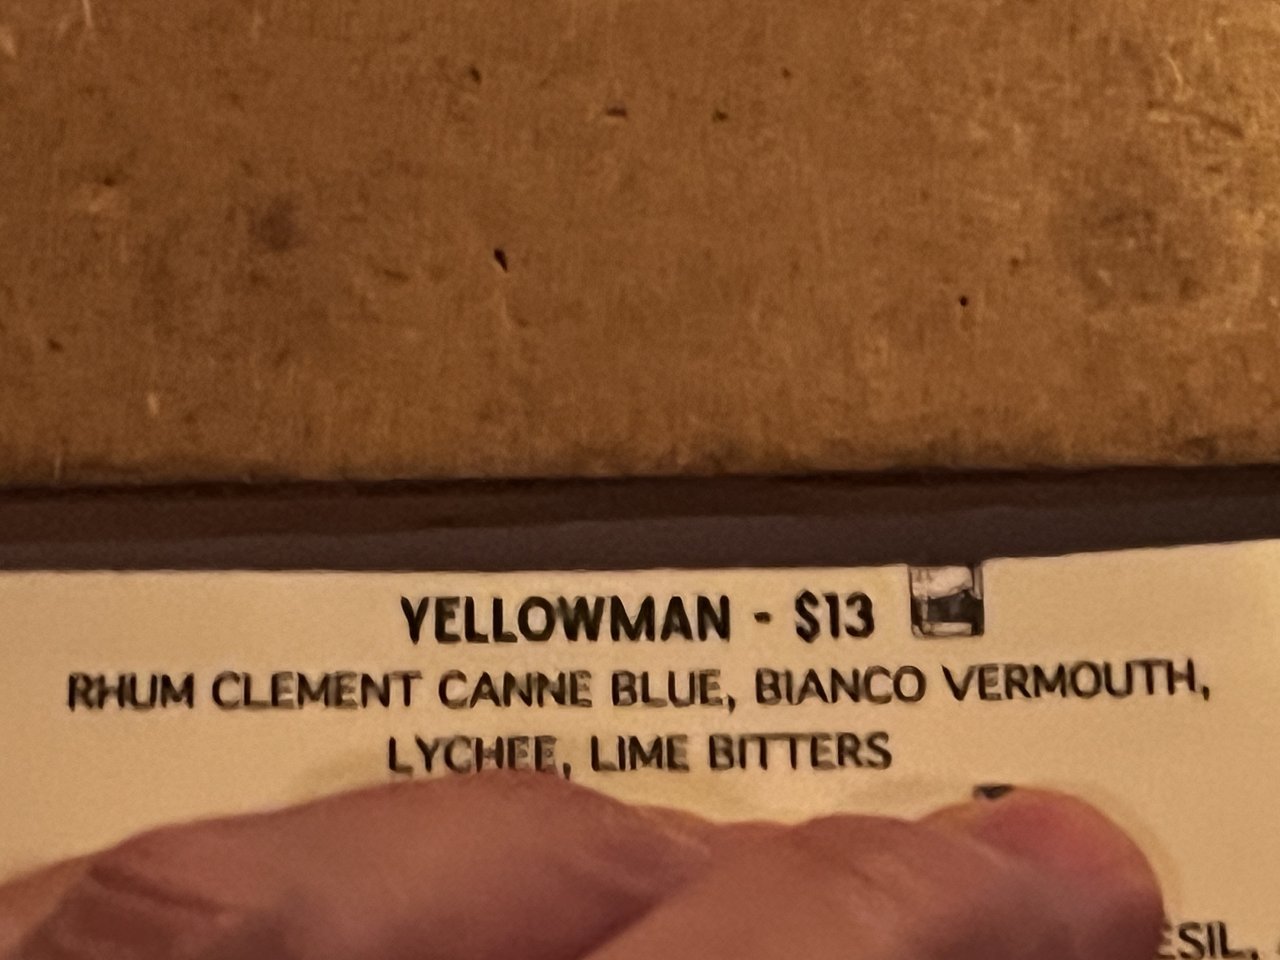 YELLOWMAN - $13
RHUM CLEMENT CANNE BLUE, BIANCO VERMOUTH,
LYCHEE, LIME BITTERS